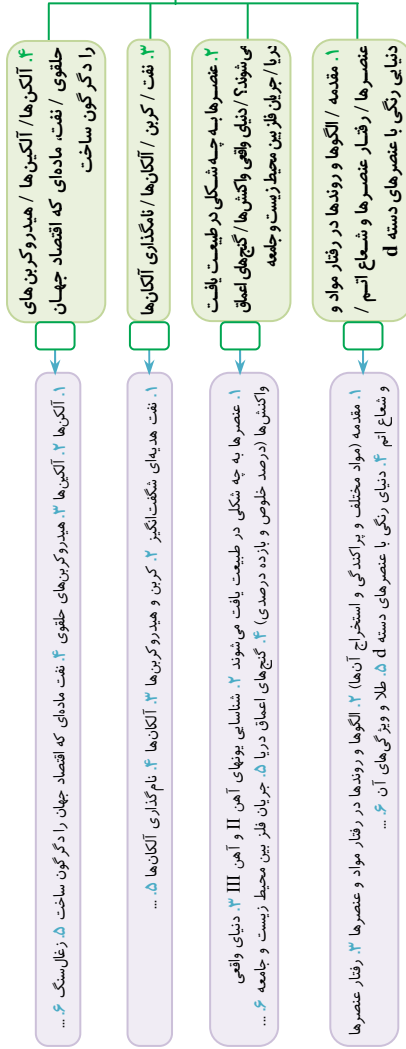 ۱. مقدمه / الگوها و روندها در رفتار مواد و
عنصرها / رفتار عنصرها و شعاع اتم /
دنیایی رنگی با عنصرهای دسته d
۱. مقدمه (مواد مختلف و پراکندگی و استخراج آن‌ها) ۲. الگوها و روندها در رفتار مواد و عنصرها ۳. رفتار عنصرها
و شعاع اتم ۴. دنیای رنگی با عنصرهای دسته d ۵. طلا و ویژگی‌های آن ۶. ...
۲. عنصرها به چه شکلی در طبیعت یافت
می‌شوند؟ / دنیای واقعی واکنش‌ها / گنج‌های اعماق
دریا / جریان فلز بین محیط زیست و جامعه
۱. عنصرها به چه شکلی در طبیعت یافت می‌شوند ۲. شناسایی یونهای آهن II و آهن III ۳. دنیای واقعی
واکنش‌ها (درصد خلوص و بازده درصدی) ۴. گنج‌های اعماق دریا ۵. جریان فلز بین محیط زیست و جامعه ۶. ...
۳. نفت / کربن / آلکان‌ها / نامگذاری آلکان‌ها
۱. نفت هدیه‌ای شگفت‌انگیز ۲. کربن و هیدروکربن‌ها ۳. آلکان‌ها ۴. نام‌گذاری آلکان‌ها ۵. ...
۴. آلکن‌ها / آلکین‌ها / هیدروکربن های
حلقوی / نفت، ماده‌ای که اقتصاد جهان
را دگرگون ساخت
۱. آلکن‌ها ۲. آلکین‌ها ۳. هیدروکربن‌های حلقوی ۴. نفت ماده‌ای که اقتصاد جهان را دگرگون ساخت ۵. زغال‌سنگ ۶. ...